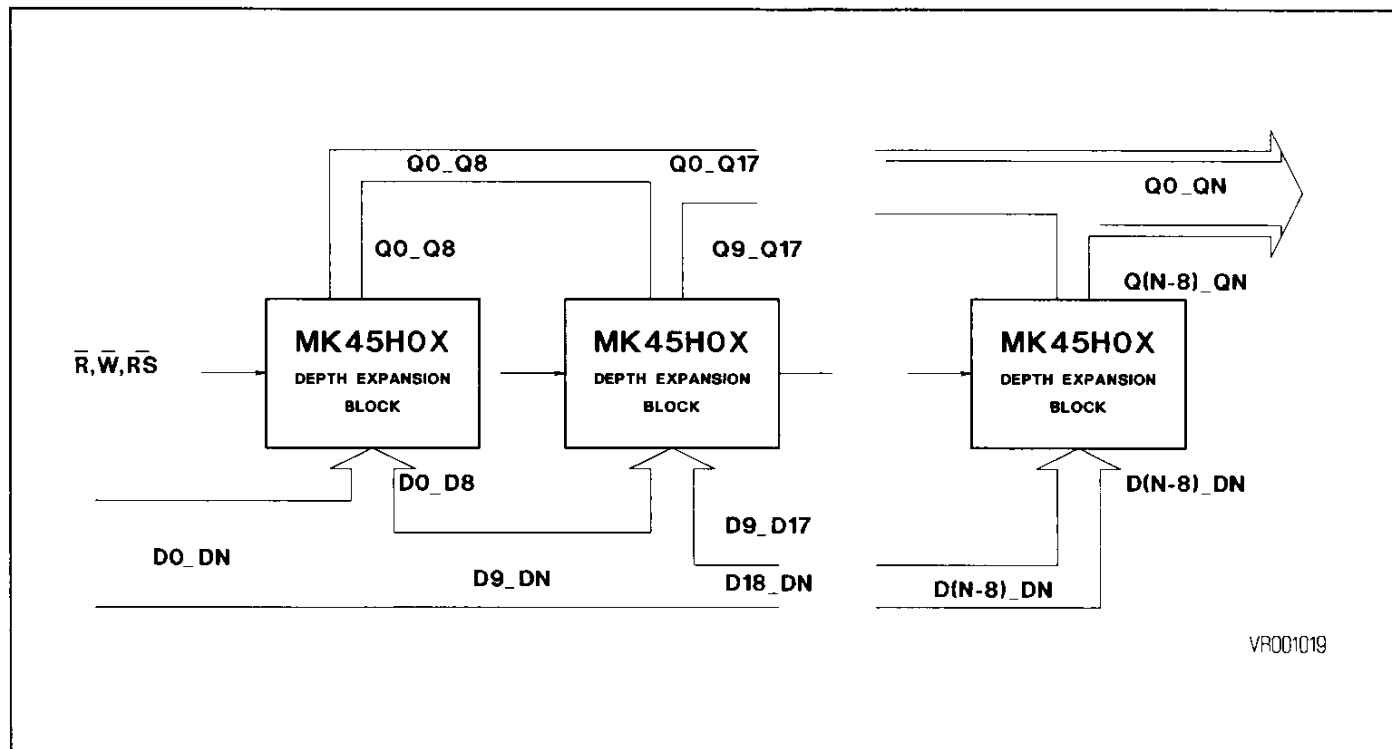 Q0_Q8
Q0_Q17
Q0_QN
Q0_Q8
Q9_Q17
Q(N-8)_QN
R̅,W̅,R̅S̅
MK45H0X
DEPTH EXPANSION
BLOCK
MK45H0X
DEPTH EXPANSION
BLOCK
MK45H0X
DEPTH EXPANSION
BLOCK
D0_D8
D(N-8)_DN
D9_D17
D0_DN
D9_DN
D18_DN
D(N-8)_DN
VR001019